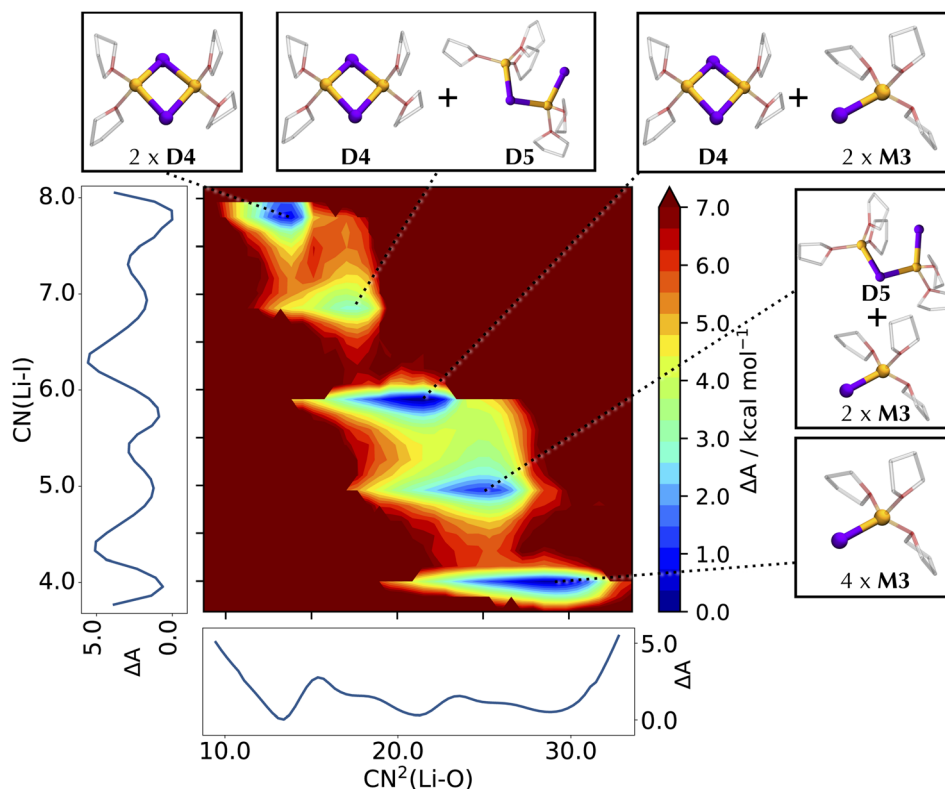 2 x D4
+
D4
D5
+
D4
2 x M3
D5
+
2 x M3
4 x M3
8.0
7.0
6.0
5.0
4.0
CN(Li-I)
5.0
0.0
ΔA
7.0
6.0
5.0
4.0
3.0
2.0
1.0
0.0
ΔA / kcal mol⁻¹
5.0
0.0
ΔA
10.0
20.0
30.0
CN²(Li-O)